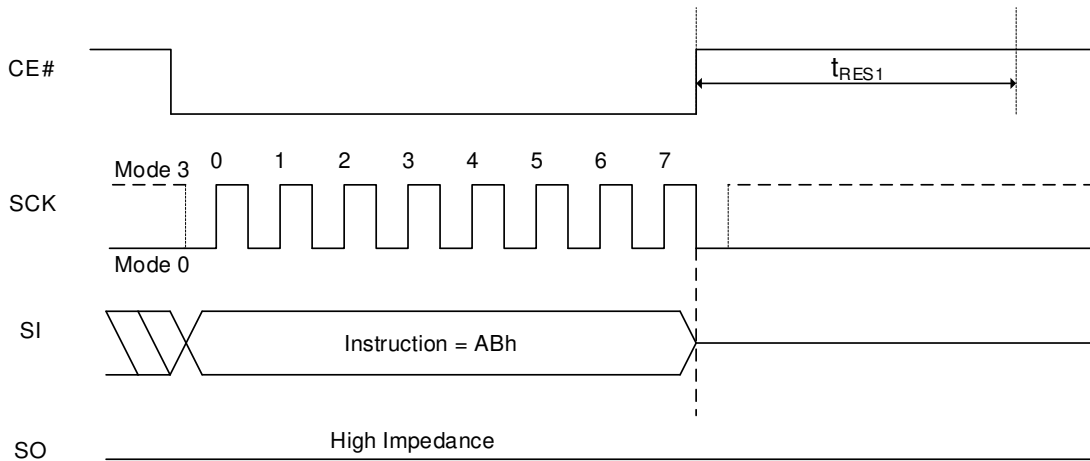 CE#
tRES1
Mode 3 0 1 2 3 4 5 6 7
SCK
Mode 0
SI
Instruction = ABh
High Impedance
SO